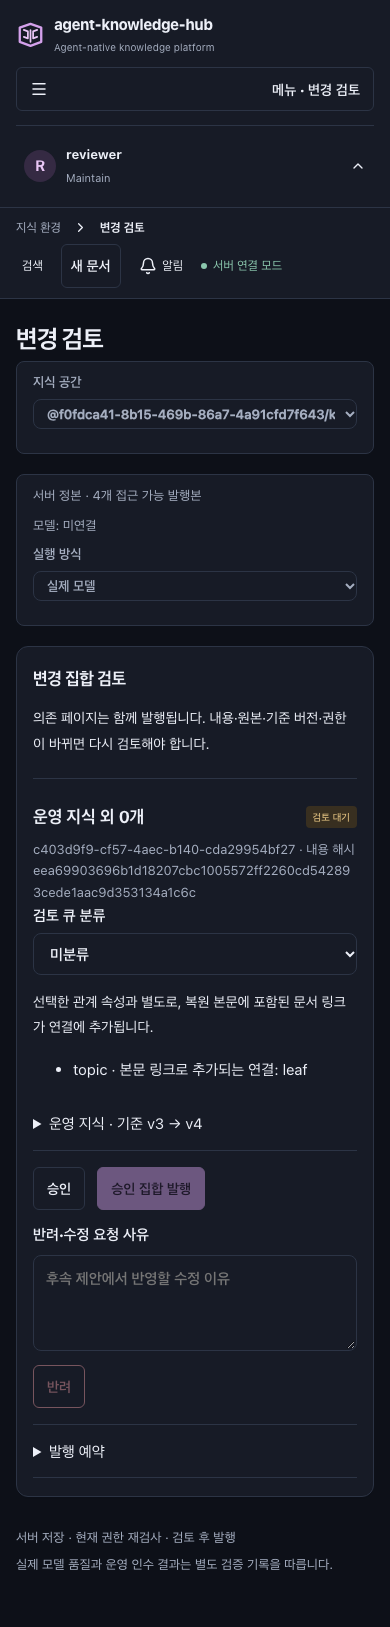 agent-knowledge-hub
Agent-native knowledge platform
메뉴 · 변경 검토
R
reviewer
Maintain
지식 환경
변경 검토
검색
새 문서
알림
서버 연결 모드
변경 검토
지식 공간
@f0fdca41-8b15-469b-86a7-4a91cfd7f643/k
서버 정본 · 4개 접근 가능 발행본
모델: 미연결
실행 방식
실제 모델
변경 집합 검토
의존 페이지는 함께 발행됩니다. 내용·원본·기준 버전·권한
이 바뀌면 다시 검토해야 합니다.
운영 지식 외 0개
검토 대기
c403d9f9-cf57-4aec-b140-cda29954bf27 · 내용 해시
eea69903696b1d18207cbc1005572ff2260cd54289
3cede1aac9d353134a1c6c
검토 큐 분류
미분류
선택한 관계 속성과 별도로, 복원 본문에 포함된 문서 링크
가 연결에 추가됩니다.
• topic · 본문 링크로 추가되는 연결: leaf
▶ 운영 지식 · 기준 v3 → v4
승인
승인 집합 발행
반려·수정 요청 사유
후속 제안에서 반영할 수정 이유
반려
▶ 발행 예약
서버 저장 · 현재 권한 재검사 · 검토 후 발행
실제 모델 품질과 운영 인수 결과는 별도 검증 기록을 따릅니다.